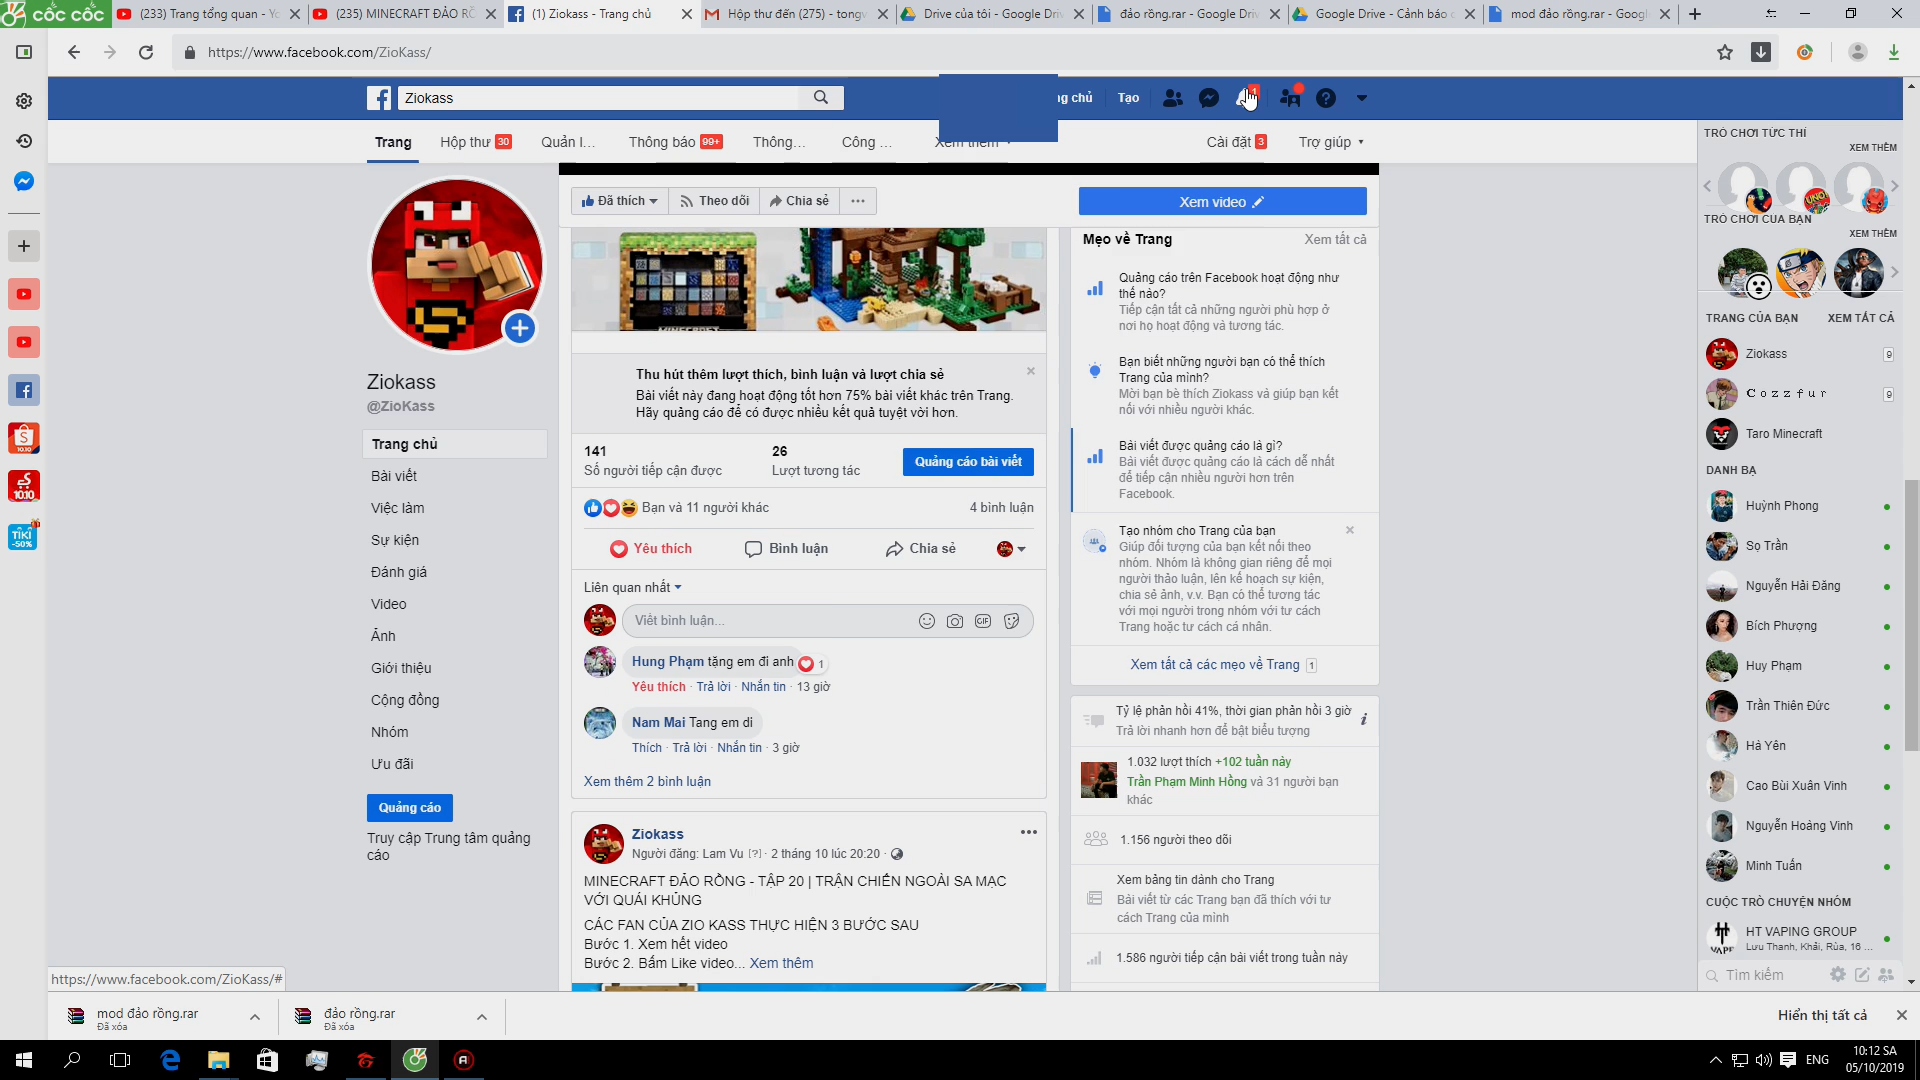 cốc cốc
(233) Trang tổng quan - Yo
(235) MINECRAFT ĐẢO RỒ
(1) Ziokass - Trang chủ
Hộp thư đến (275) - tongv
Drive của tôi - Google Driv
đảo rồng.rar - Google Driv
Google Drive - Cảnh báo
mod đảo rồng.rar - Googl
https://www.facebook.com/ZioKass/
Ziokass
ng chủ
Tạo
1
Trang
Hộp thư 30
Quản l...
Thông báo 99+
Thông...
Công ...
Xem thêm
Cài đặt 3
Trợ giúp
Đã thích
Theo dõi
Chia sẻ
Xem video
Ziokass
@ZioKass
Trang chủ
Bài viết
Việc làm
Sự kiện
Đánh giá
Video
Ảnh
Giới thiệu
Cộng đồng
Nhóm
Ưu đãi
Quảng cáo
Truy cập Trung tâm quảng
cáo
MINECRAFT
Thu hút thêm lượt thích, bình luận và lượt chia sẻ
Bài viết này đang hoạt động tốt hơn 75% bài viết khác trên Trang.
Hãy quảng cáo để có được nhiều kết quả tuyệt vời hơn.
141
Số người tiếp cận được
26
Lượt tương tác
Quảng cáo bài viết
Bạn và 11 người khác
4 bình luận
Yêu thích
Bình luận
Chia sẻ
Liên quan nhất
Viết bình luận...
GIF
Hung Phạm tặng em đi anh
1
Yêu thích · Trả lời · Nhắn tin · 13 giờ
Nam Mai Tang em di
Thích · Trả lời · Nhắn tin · 3 giờ
Xem thêm 2 bình luận
Ziokass
Người đăng: Lam Vu [?] · 2 tháng 10 lúc 20:20 ·
MINECRAFT ĐẢO RỒNG - TẬP 20 | TRẬN CHIẾN NGOÀI SA MẠC
VỚI QUÁI KHỦNG
CÁC FAN CỦA ZIO KASS THỰC HIỆN 3 BƯỚC SAU
Bước 1. Xem hết video
Bước 2. Bấm Like video... Xem thêm
Mẹo về Trang
Xem tất cả
Quảng cáo trên Facebook hoạt động như
thế nào?
Tiếp cận tất cả những người phù hợp ở
nơi họ hoạt động và tương tác.
Bạn biết những người bạn có thể thích
Trang của mình?
Mời bạn bè thích Ziokass và giúp bạn kết
nối với nhiều người khác.
Bài viết được quảng cáo là gì?
Bài viết được quảng cáo là cách dễ nhất
để tiếp cận nhiều người hơn trên
Facebook.
Tạo nhóm cho Trang của bạn
Giúp đối tượng của bạn kết nối theo
nhóm. Nhóm là không gian riêng để mọi
người thảo luận, lên kế hoạch sự kiện,
chia sẻ ảnh, v.v. Bạn có thể tương tác
với mọi người trong nhóm với tư cách
Trang hoặc tư cách cá nhân.
Xem tất cả các mẹo về Trang 1
Tỷ lệ phản hồi 41%, thời gian phản hồi 3 giờ
Trả lời nhanh hơn để bật biểu tượng
1.032 lượt thích +102 tuần này
Trần Phạm Minh Hồng và 31 người bạn
khác
1.156 người theo dõi
Xem bảng tin dành cho Trang
Bài viết từ các Trang bạn đã thích với tư
cách Trang của mình
1.586 người tiếp cận bài viết trong tuần này
TRÒ CHƠI TỨC THÌ
XEM THÊM
UNO
TRÒ CHƠI CỦA BẠN
XEM THÊM
TRANG CỦA BẠN
XEM TẤT CẢ
Ziokass
9
Cozzfur
9
Taro Minecraft
DANH BẠ
Huỳnh Phong
Sọ Trần
Nguyễn Hải Đăng
Bích Phượng
Huy Phạm
Trần Thiên Đức
Hà Yên
Cao Bùi Xuân Vinh
Nguyễn Hoàng Vinh
Minh Tuấn
CUỘC TRÒ CHUYỆN NHÓM
HT VAPING GROUP
Lưu Thanh, Khải, Rùa, 16 ...
Tìm kiếm
10.10
10.10
TIKI
-50%
https://www.facebook.com/ZioKass/#
mod đảo rồng.rar
Đã xóa
đảo rồng.rar
Đã xóa
Hiển thị tất cả
ENG
10:12 SA
05/10/2019